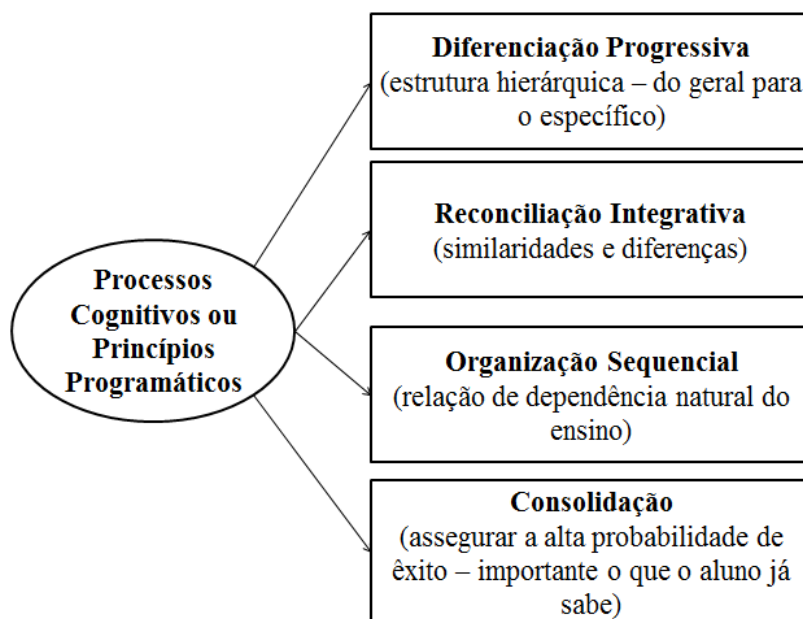 Diferenciação Progressiva
(estrutura hierárquica – do geral para
o específico)
Reconciliação Integrativa
(similaridades e diferenças)
Processos
Cognitivos ou
Princípios
Programáticos
Organização Sequencial
(relação de dependência natural do
ensino)
Consolidação
(assegurar a alta probabilidade de
êxito – importante o que o aluno já
sabe)